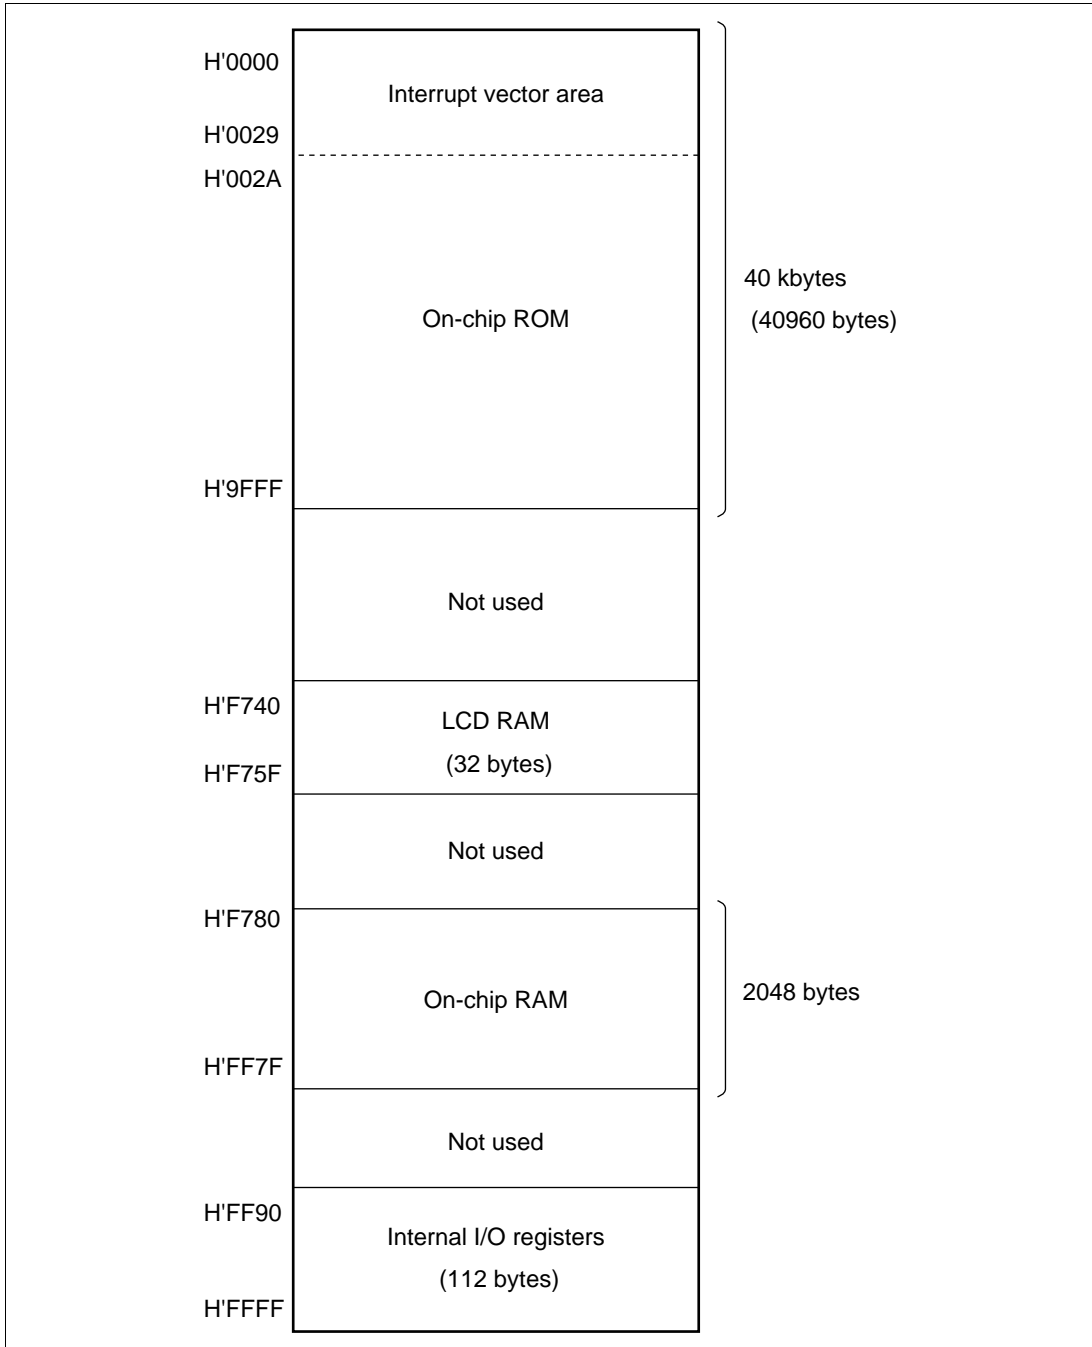 H'0000
Interrupt vector area
H'0029
H'002A
40 kbytes
On-chip ROM
(40960 bytes)
H'9FFF
Not used
H'F740
LCD RAM
(32 bytes)
H'F75F
Not used
H'F780
On-chip RAM
2048 bytes
H'FF7F
Not used
H'FF90
Internal I/O registers
(112 bytes)
H'FFFF